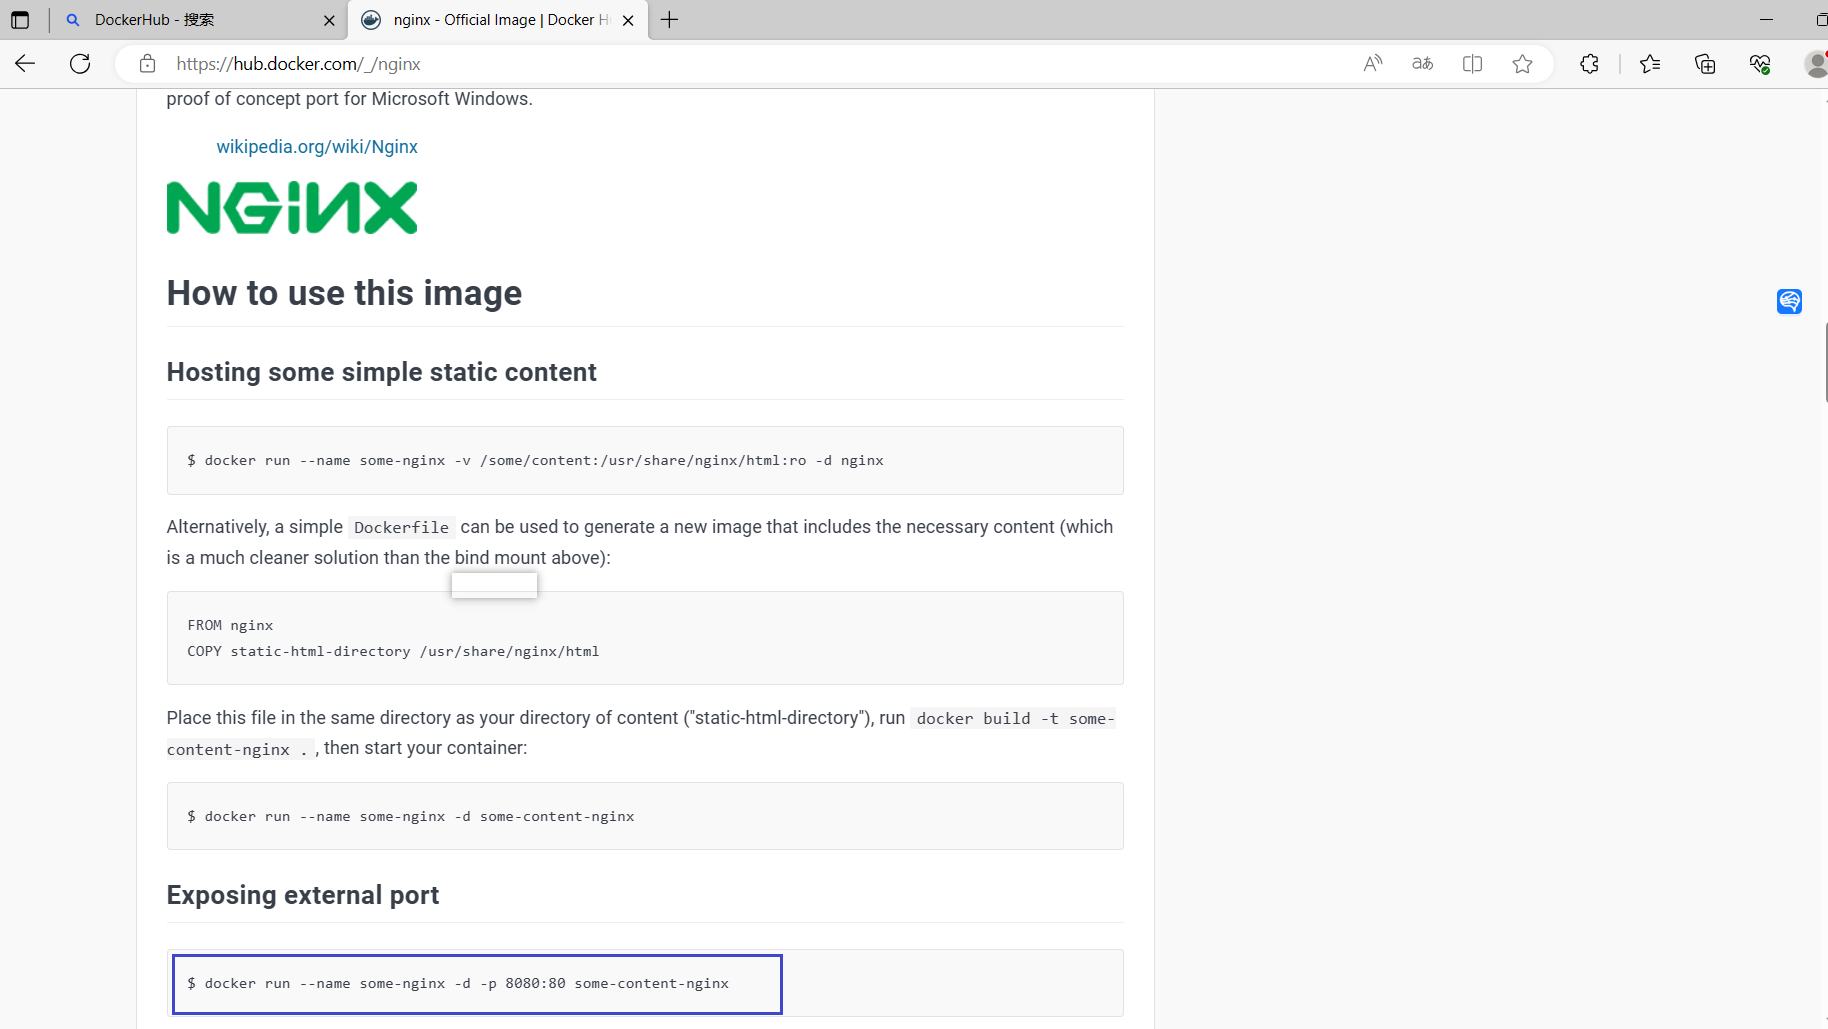 DockerHub - 搜索
nginx - Official Image | Docker H
https://hub.docker.com/_/nginx
proof of concept port for Microsoft Windows.
wikipedia.org/wiki/Nginx
NGINX
How to use this image
Hosting some simple static content
$ docker run --name some-nginx -v /some/content:/usr/share/nginx/html:ro -d nginx
Alternatively, a simple Dockerfile can be used to generate a new image that includes the necessary content (which
is a much cleaner solution than the bind mount above):
FROM nginx
COPY static-html-directory /usr/share/nginx/html
Place this file in the same directory as your directory of content ("static-html-directory"), run docker build -t some-
content-nginx . , then start your container:
$ docker run --name some-nginx -d some-content-nginx
Exposing external port
$ docker run --name some-nginx -d -p 8080:80 some-content-nginx